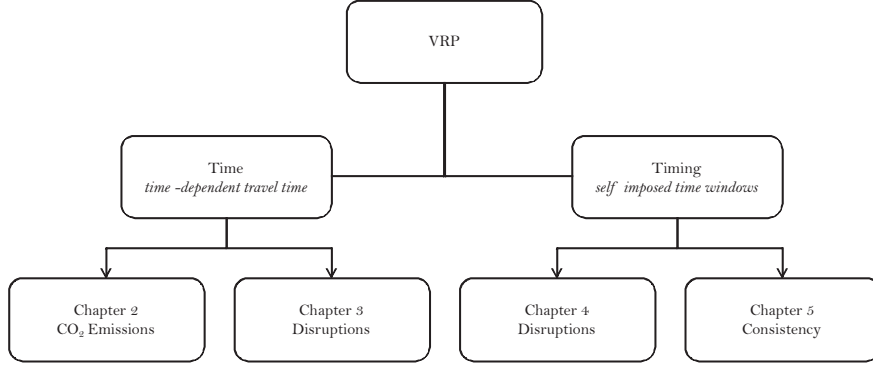 VRP
Time
time -dependent travel time
Timing
self imposed time windows
Chapter 2
CO₂ Emissions
Chapter 3
Disruptions
Chapter 4
Disruptions
Chapter 5
Consistency